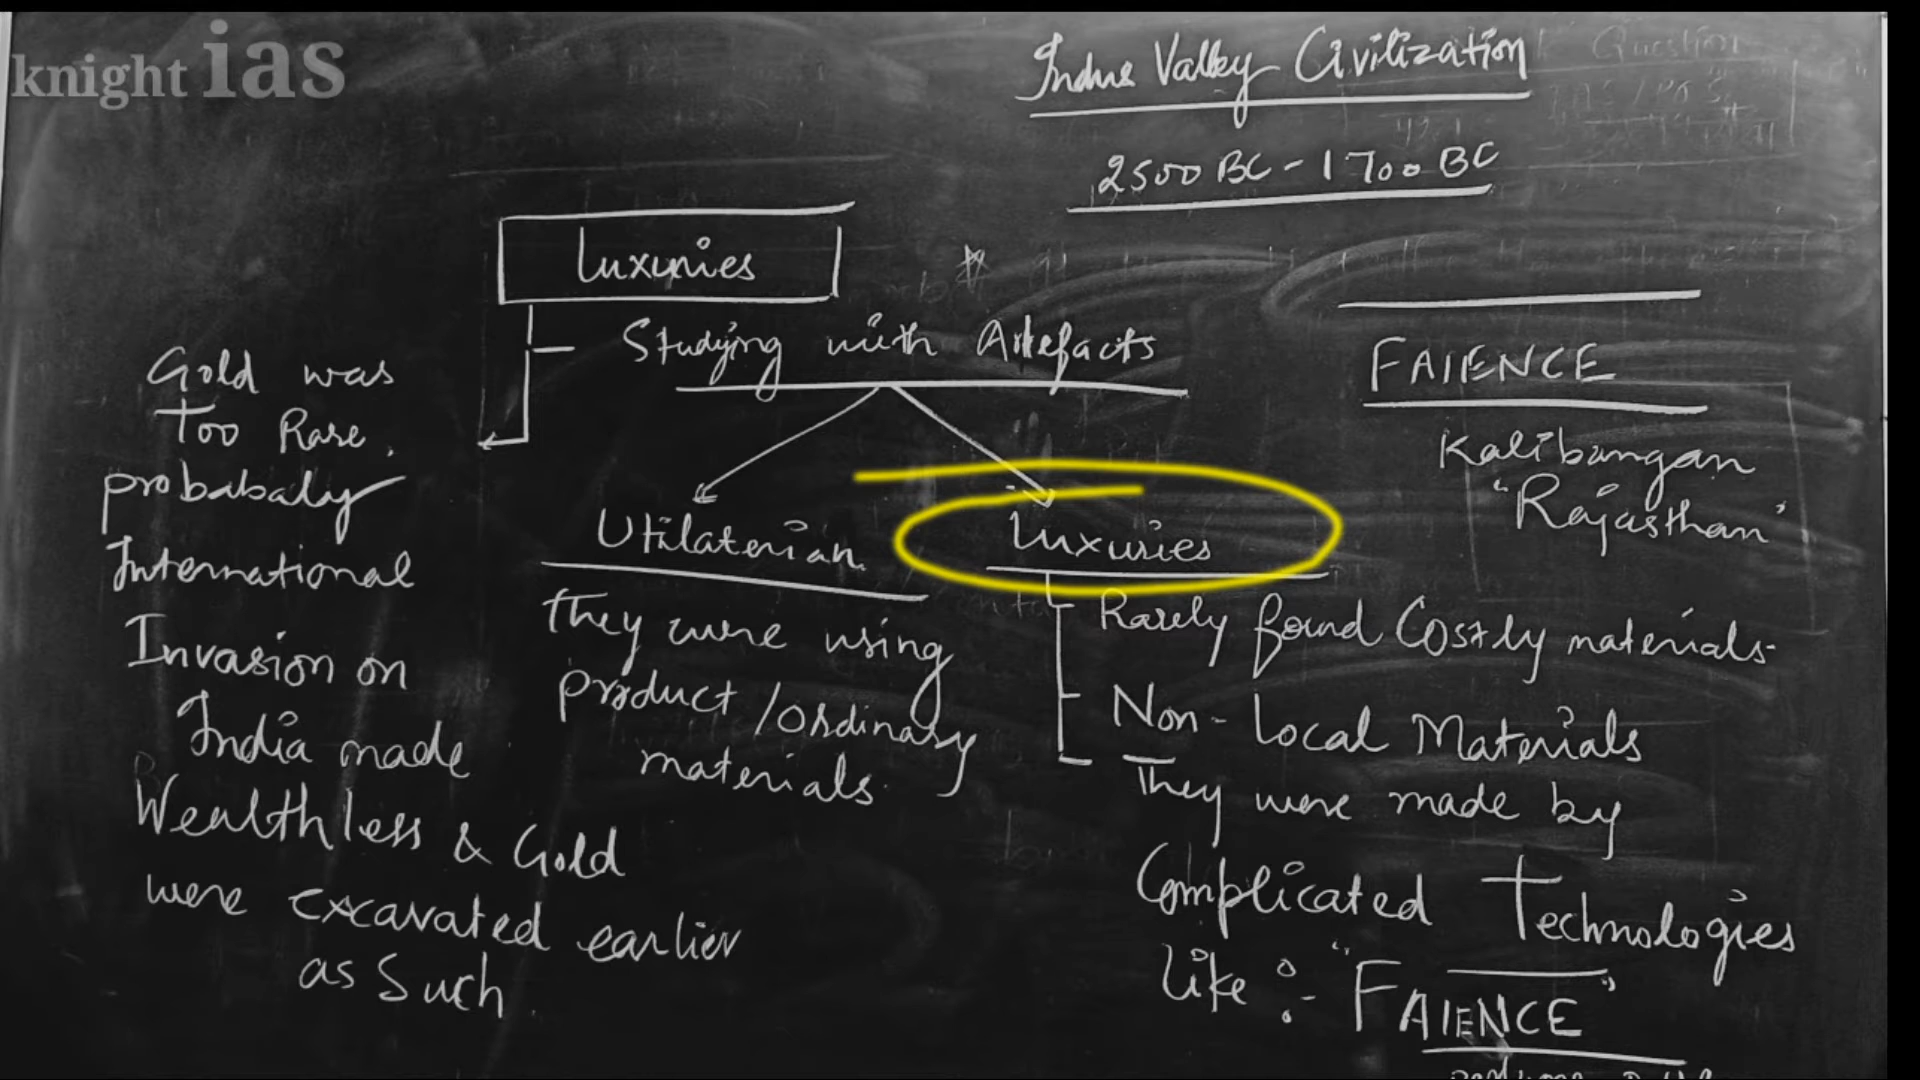 knight ias
Indus Valley Civilization
2500 BC - 1700 BC
Luxuries
Studying with Artefacts
Utilaterian
They were using
product / ordinary
materials.
Luxuries
Rarely found Costly materials-
Non-Local Materials
They were made by
Complicated Technologies
like :- "FAIENCE"
Gold was
Too Rare.
probabaly
International
Invasion on
India made
Wealthless & Gold
were excavated earlier
as Such.
FAIENCE
Kalibangan
"Rajasthan"
Question